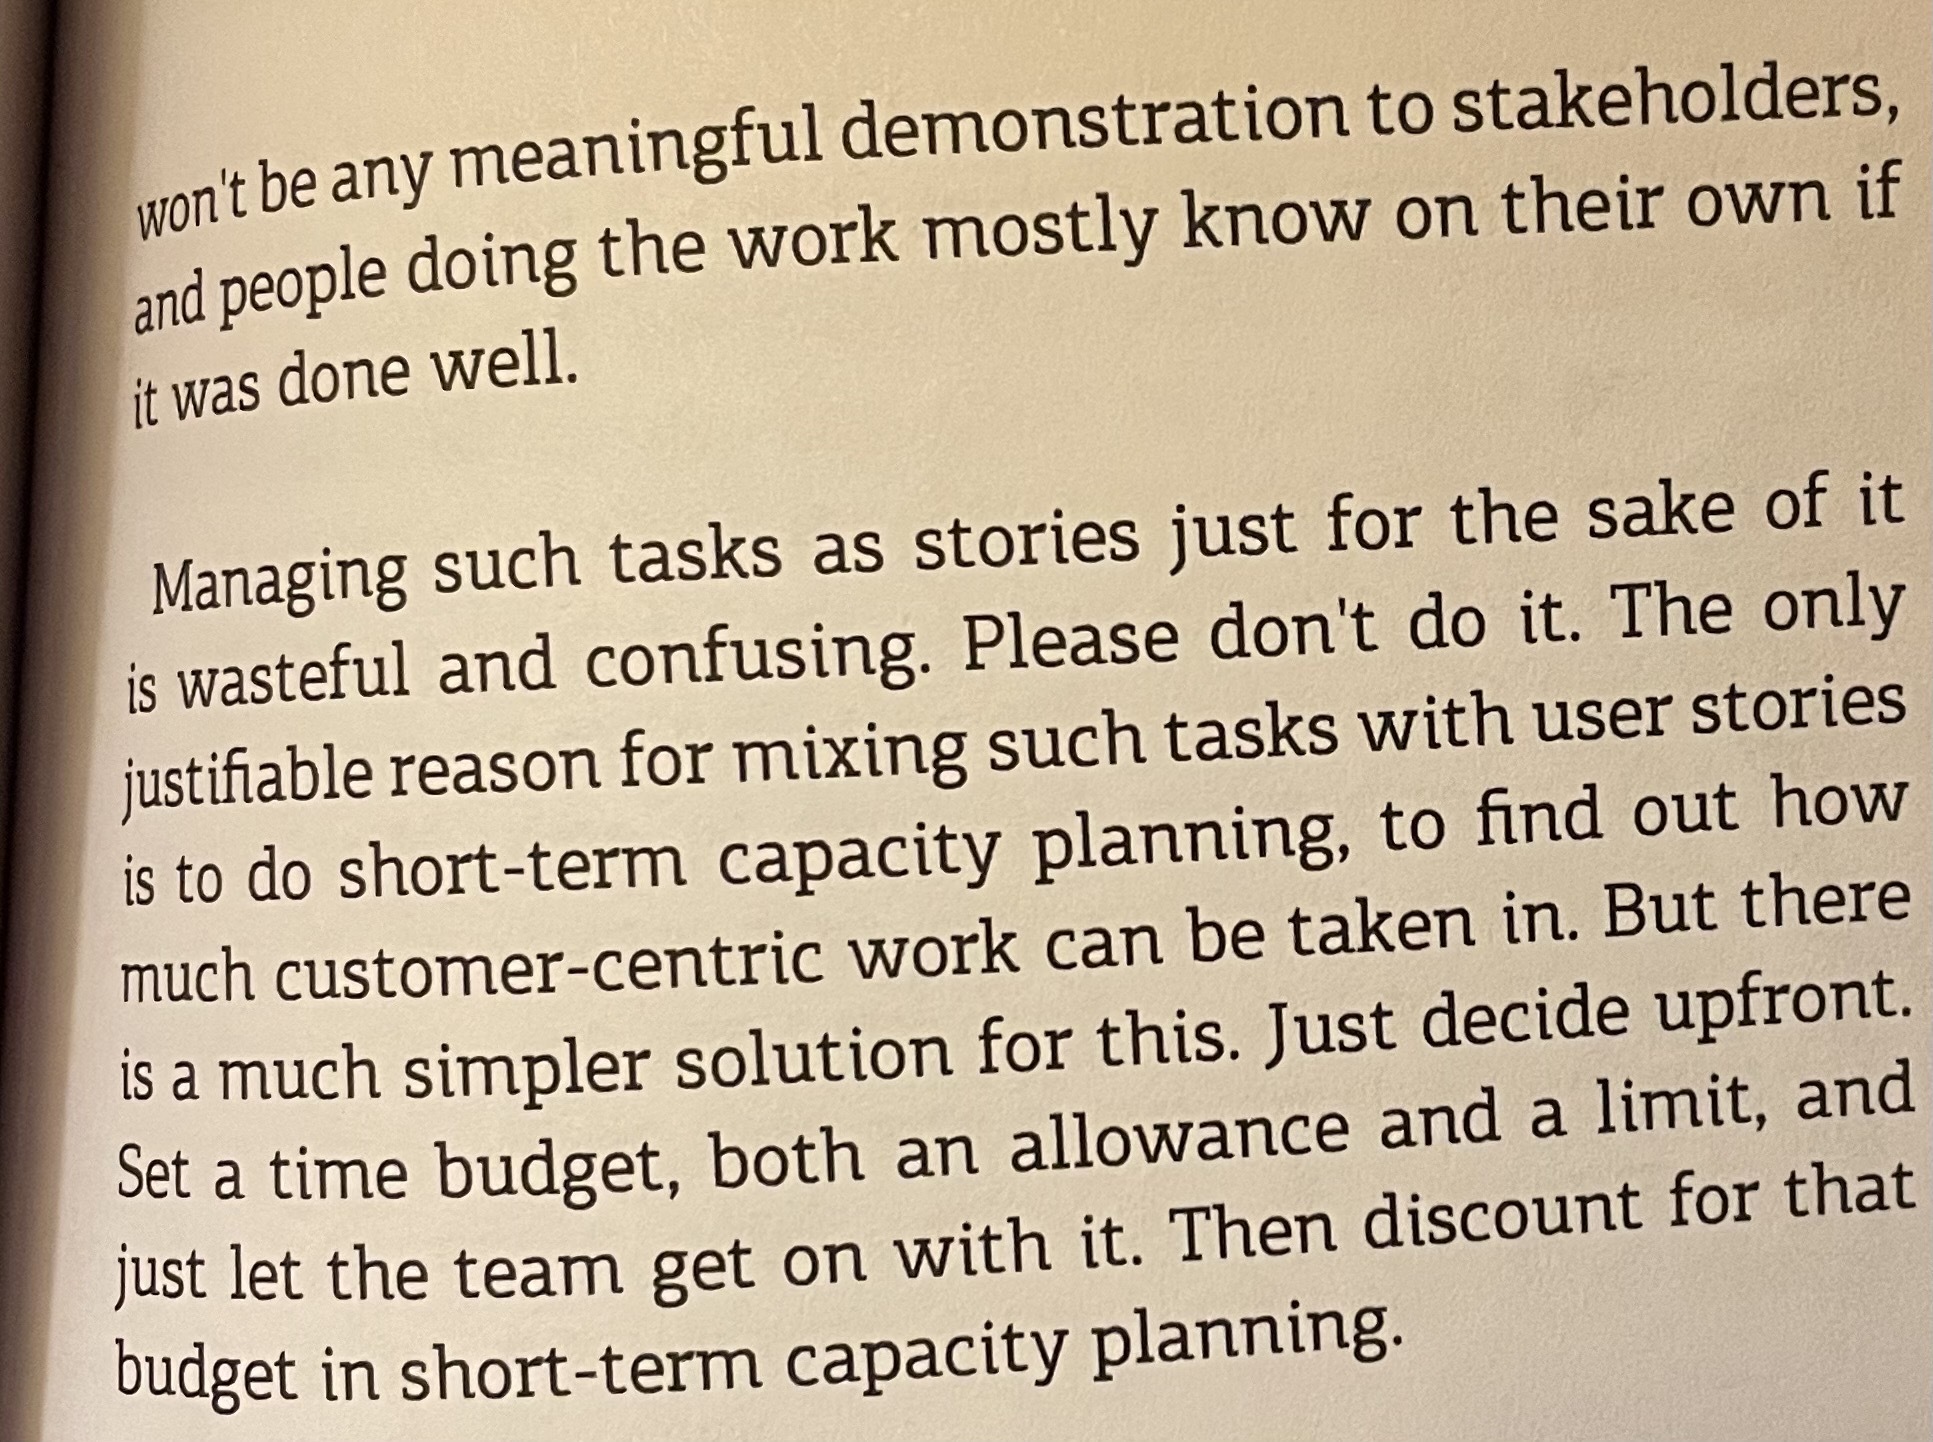 won't be any meaningful demonstration to stakeholders,
and people doing the work mostly know on their own if
it was done well.
Managing such tasks as stories just for the sake of it
is wasteful and confusing. Please don't do it. The only
justifiable reason for mixing such tasks with user stories
is to do short-term capacity planning, to find out how
much customer-centric work can be taken in. But there
is a much simpler solution for this. Just decide upfront.
Set a time budget, both an allowance and a limit, and
just let the team get on with it. Then discount for that
budget in short-term capacity planning.